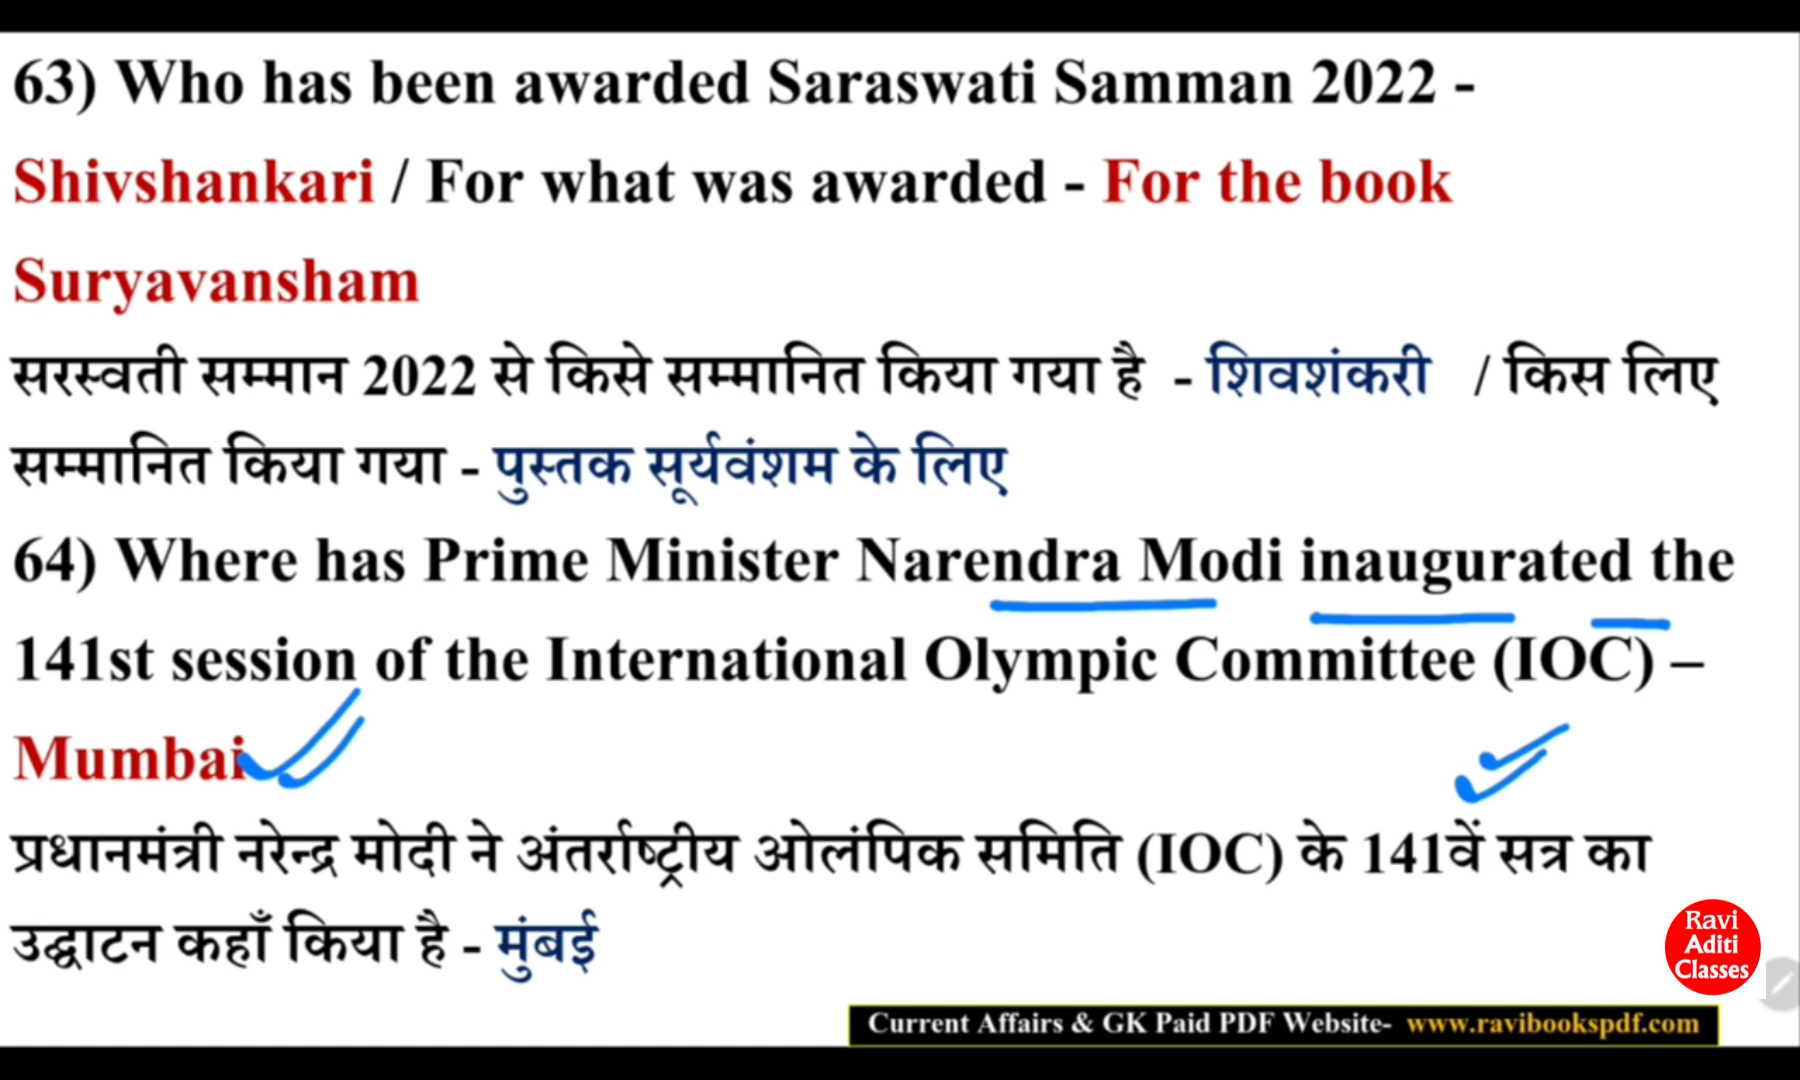 63) Who has been awarded Saraswati Samman 2022 -
Shivshankari / For what was awarded - For the book
Suryavansham
सरस्वती सम्मान 2022 से किसे सम्मानित किया गया है - शिवशंकरी / किस लिए
सम्मानित किया गया - पुस्तक सूर्यवंशम के लिए
64) Where has Prime Minister Narendra Modi inaugurated the
141st session of the International Olympic Committee (IOC) –
Mumbai
प्रधानमंत्री नरेन्द्र मोदी ने अंतर्राष्ट्रीय ओलंपिक समिति (IOC) के 141वें सत्र का
उद्घाटन कहाँ किया है - मुंबई
Ravi
Aditi
Classes
Current Affairs & GK Paid PDF Website- www.ravibookspdf.com